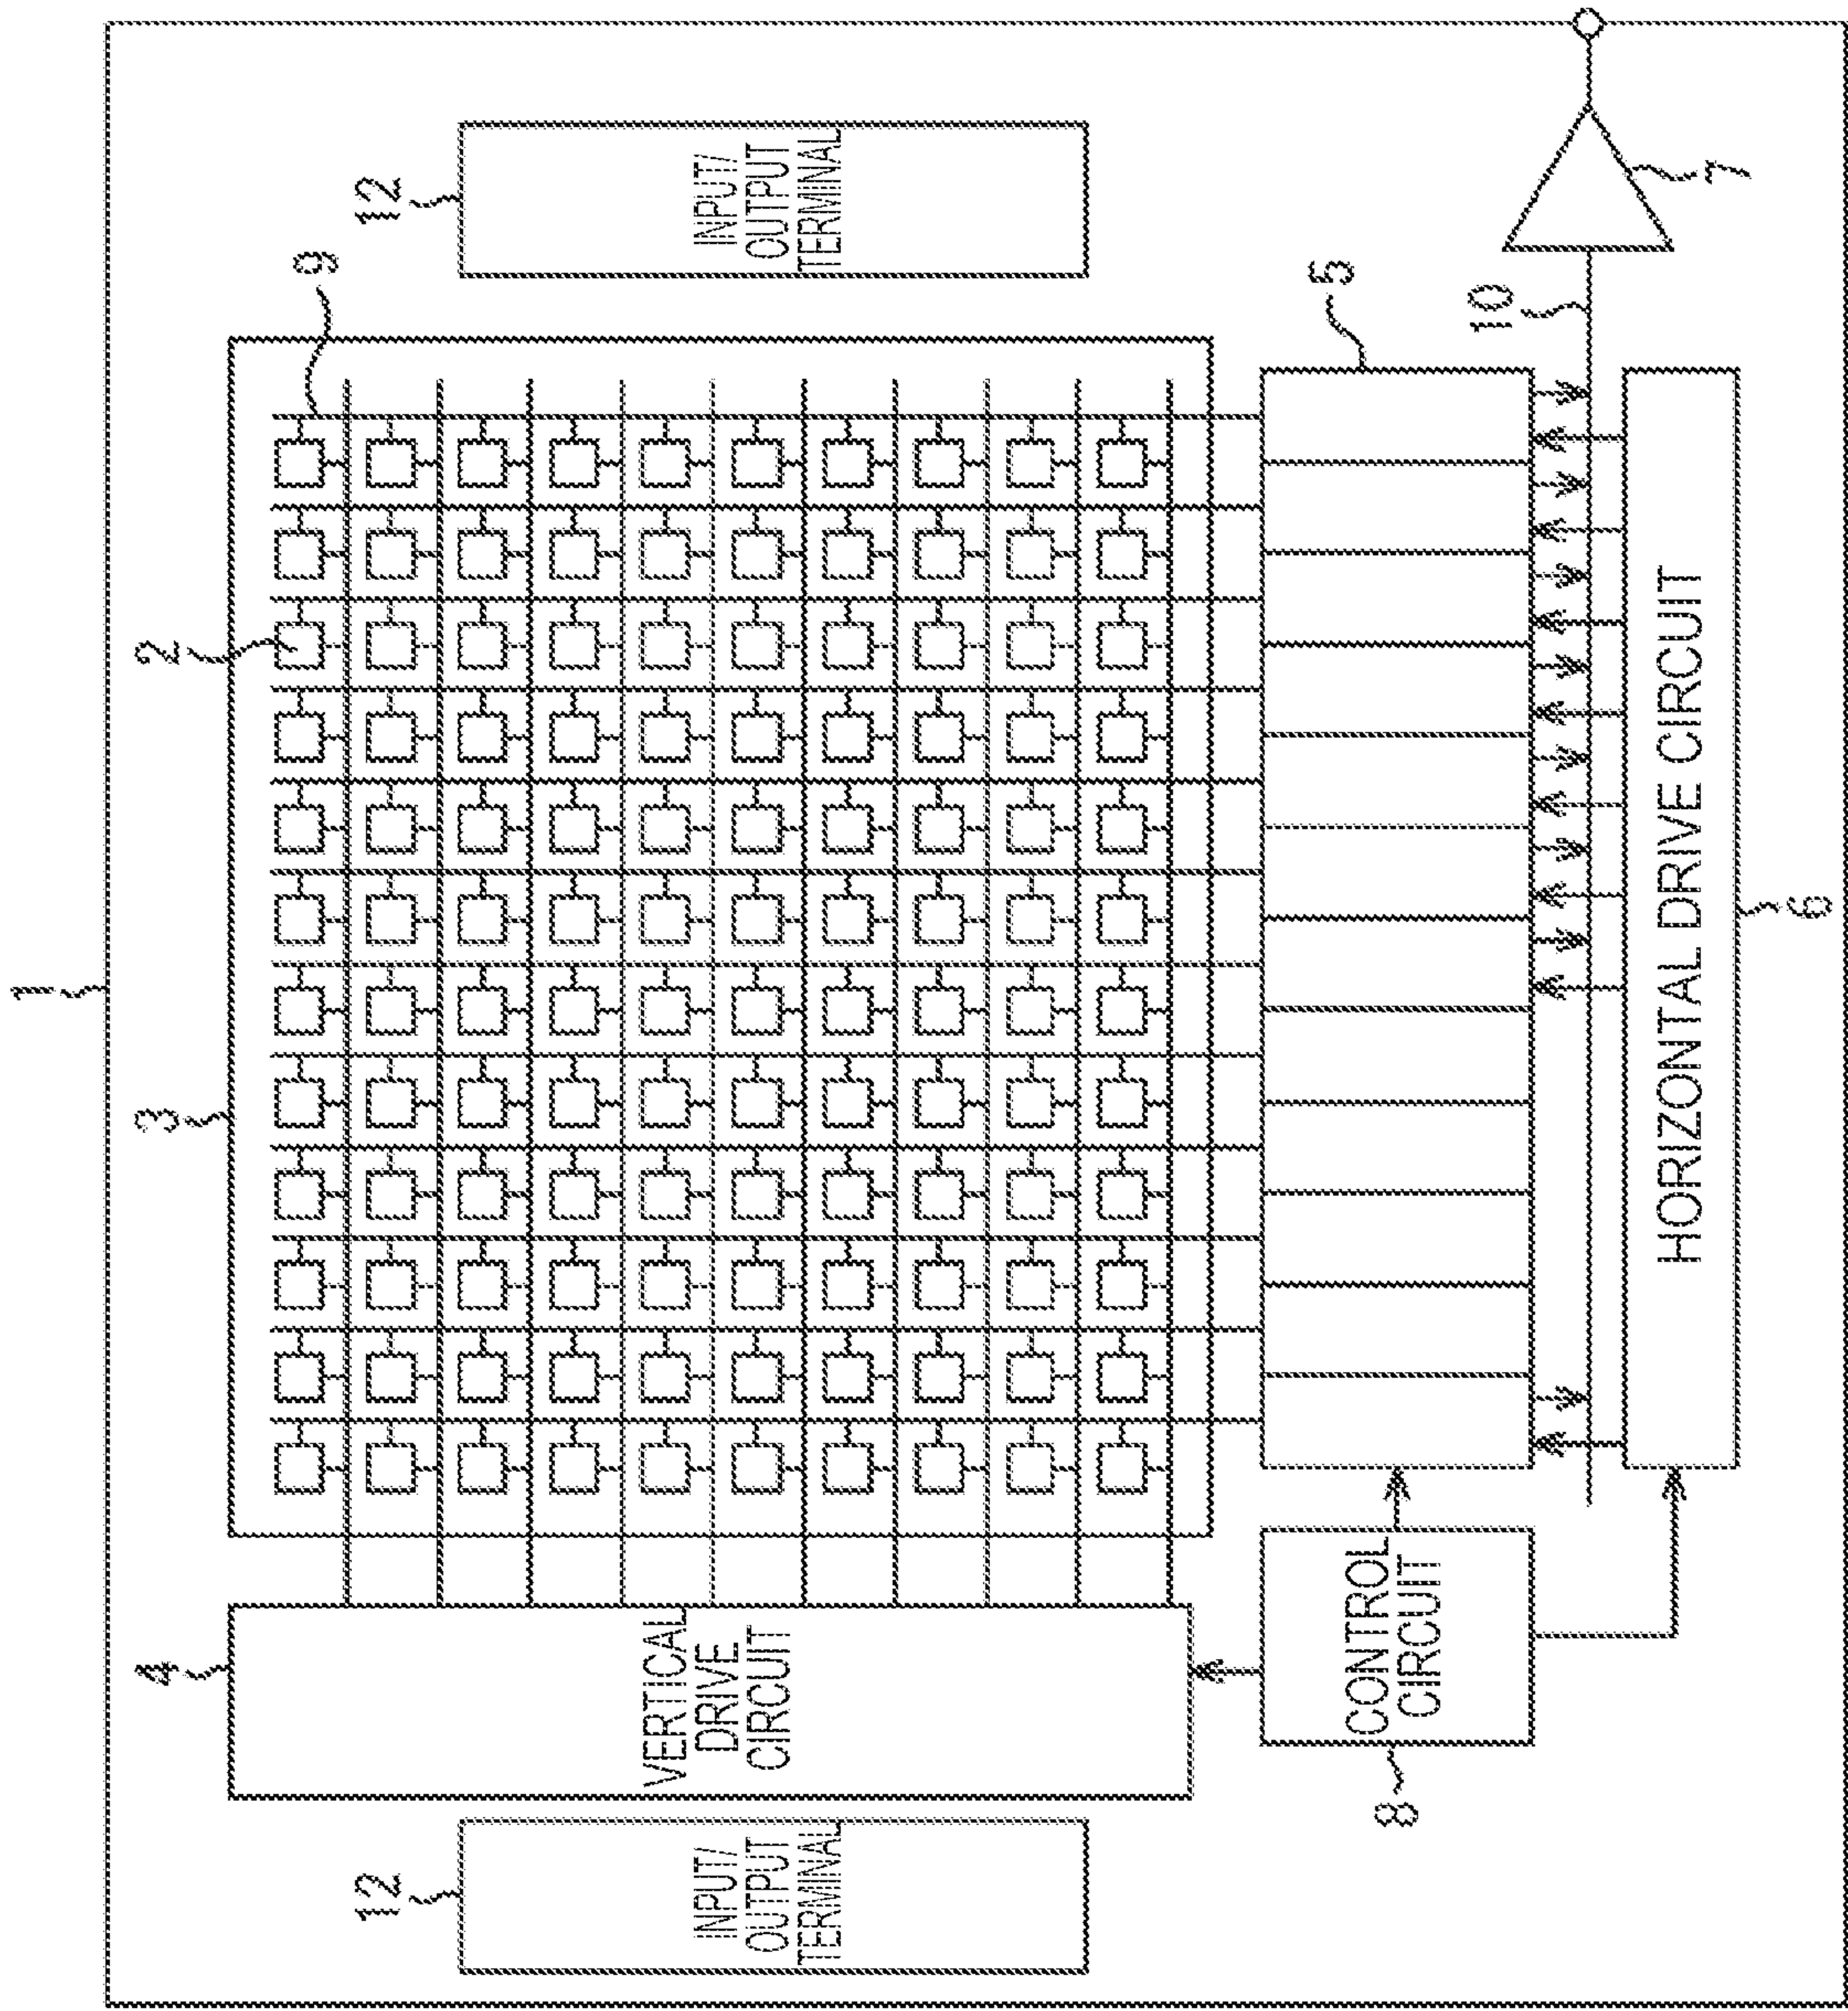 1
3
2
9
12
INPUT/
OUTPUT
TERMINAL
4
VERTICAL
DRIVE
CIRCUIT
12
INPUT/
OUTPUT
TERMINAL
8
CONTROL
CIRCUIT
5
10
7
HORIZONTAL DRIVE CIRCUIT
6